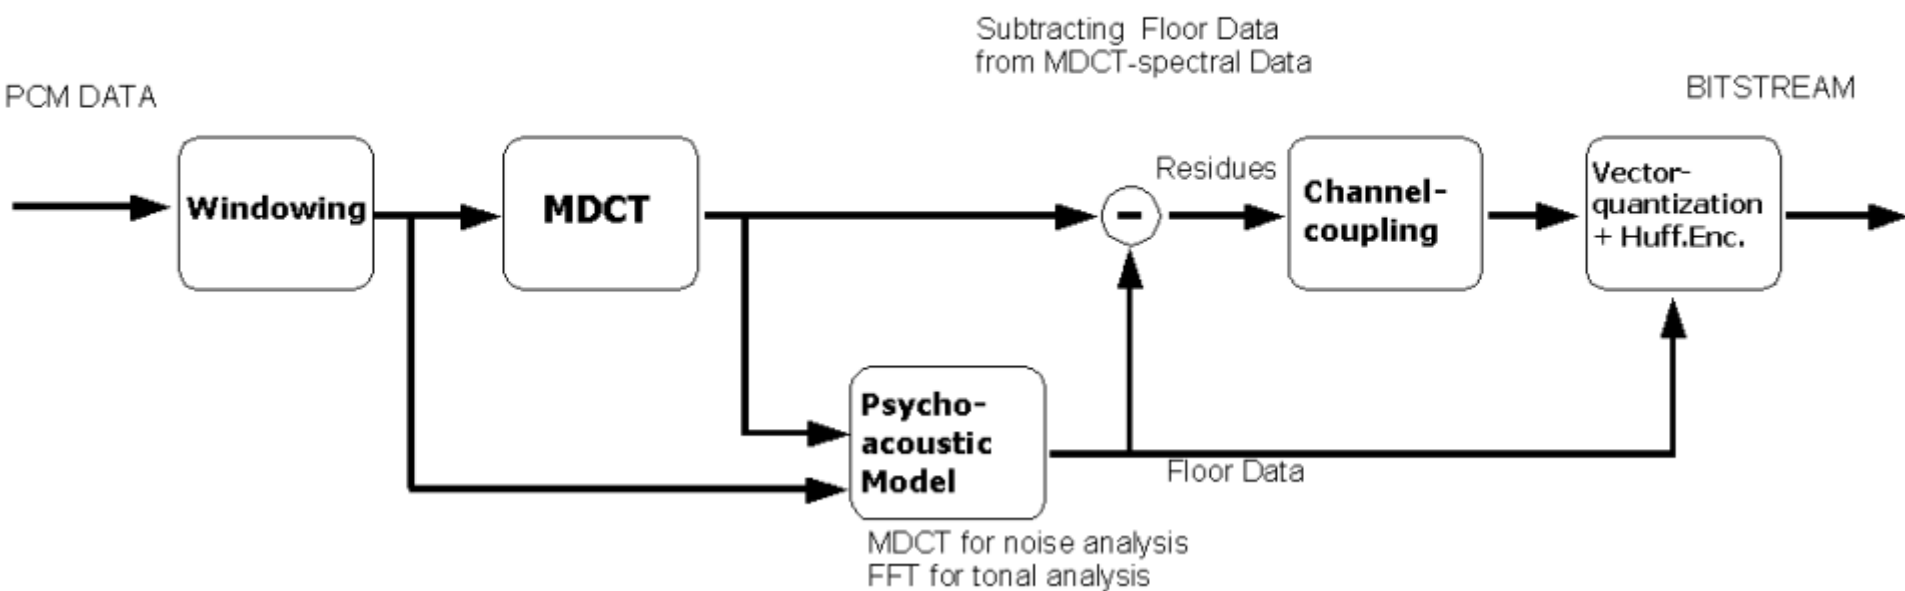 Subtracting Floor Data
from MDCT-spectral Data
PCM DATA
BITSTREAM
Windowing
MDCT
-
Residues
Channel-
coupling
Vector-
quantization
+ Huff.Enc.
Psycho-
acoustic
Model
Floor Data
MDCT for noise analysis
FFT for tonal analysis